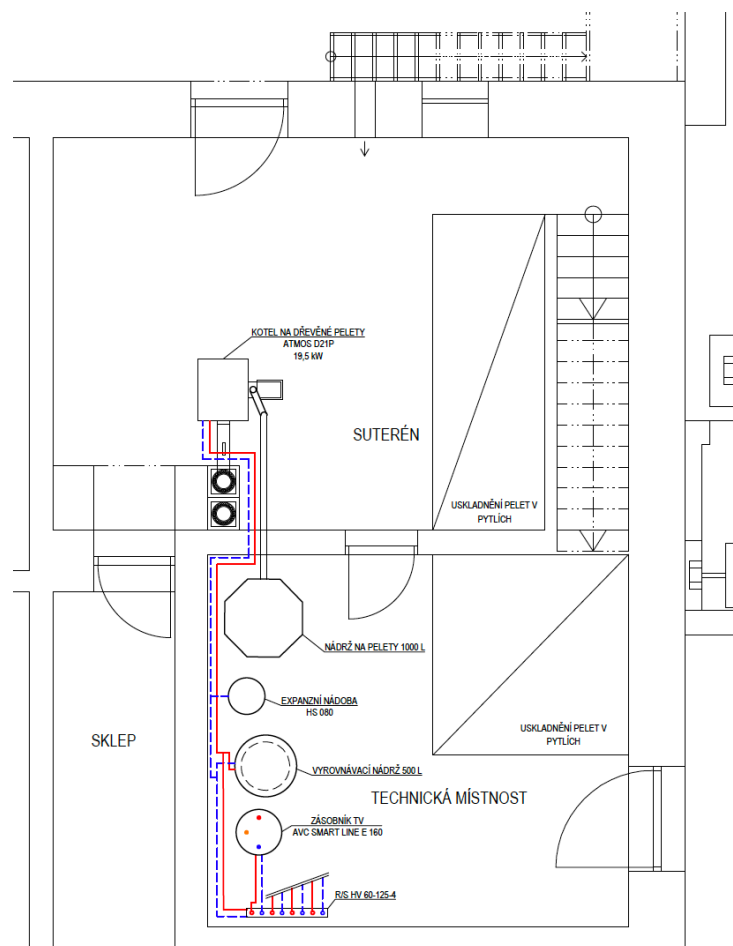 KOTEL NA DŘEVĚNÉ PELETY
ATMOS D21P
19,5 kW
SUTERÉN
USKLADNĚNÍ PELET V
PYTLÍCH
NÁDRŽ NA PELETY 1000 L
EXPANZNÍ NÁDOBA
HS 080
SKLEP
USKLADNĚNÍ PELET V
PYTLÍCH
VYROVNÁVACÍ NÁDRŽ 500 L
TECHNICKÁ MÍSTNOST
ZÁSOBNÍK TV
AVC SMART LINE E 160
R/S HV 60-125-4